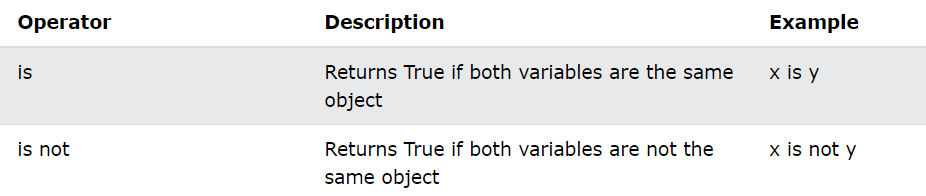 Operator Description Example
is Returns True if both variables are the same x is y
object
is not Returns True if both variables are not the x is not y
same object